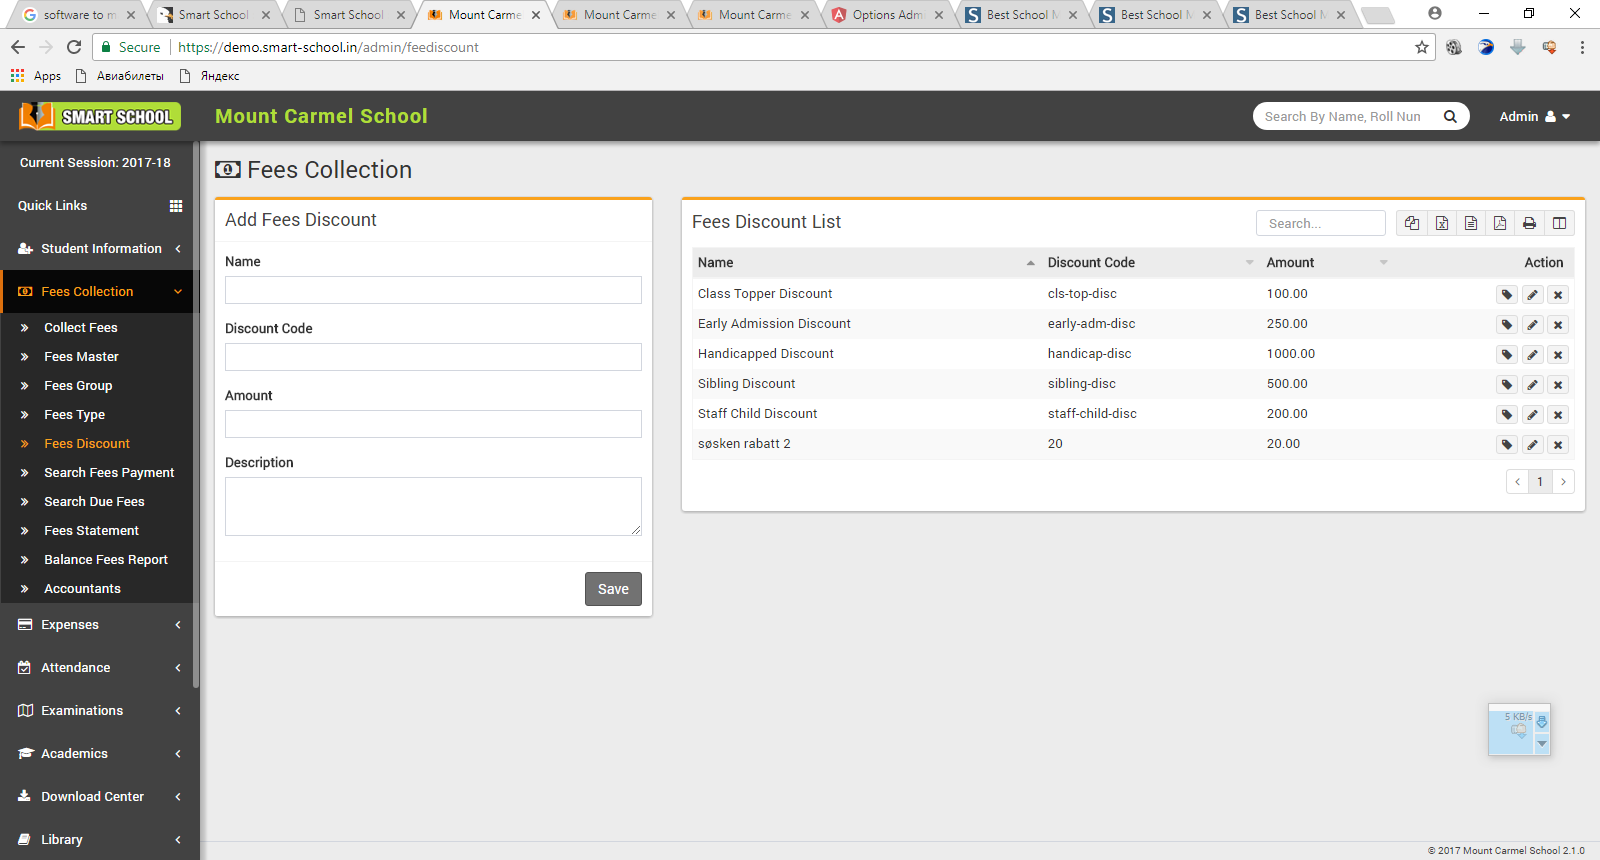 software to m
Smart School
Smart School
Mount Carme
Mount Carme
Mount Carme
Options Adm
Best School M
Best School M
Best School M
Secure
https://demo.smart-school.in/admin/feediscount
Apps
Авиабилеты
Яндекс
SMART SCHOOL
Mount Carmel School
Search By Name, Roll Num
Admin
Current Session: 2017-18
Quick Links
Student Information
Fees Collection
Collect Fees
Fees Master
Fees Group
Fees Type
Fees Discount
Search Fees Payment
Search Due Fees
Fees Statement
Balance Fees Report
Accountants
Expenses
Attendance
Examinations
Academics
Download Center
Library
Fees Collection
Add Fees Discount
Name
Discount Code
Amount
Description
Save
Fees Discount List
Search...
Name Discount Code Amount Action
Class Topper Discount cls-top-disc 100.00
Early Admission Discount early-adm-disc 250.00
Handicapped Discount handicap-disc 1000.00
Sibling Discount sibling-disc 500.00
Staff Child Discount staff-child-disc 200.00
søsken rabatt 2 20 20.00
1
5 KB/s
© 2017 Mount Carmel School 2.1.0